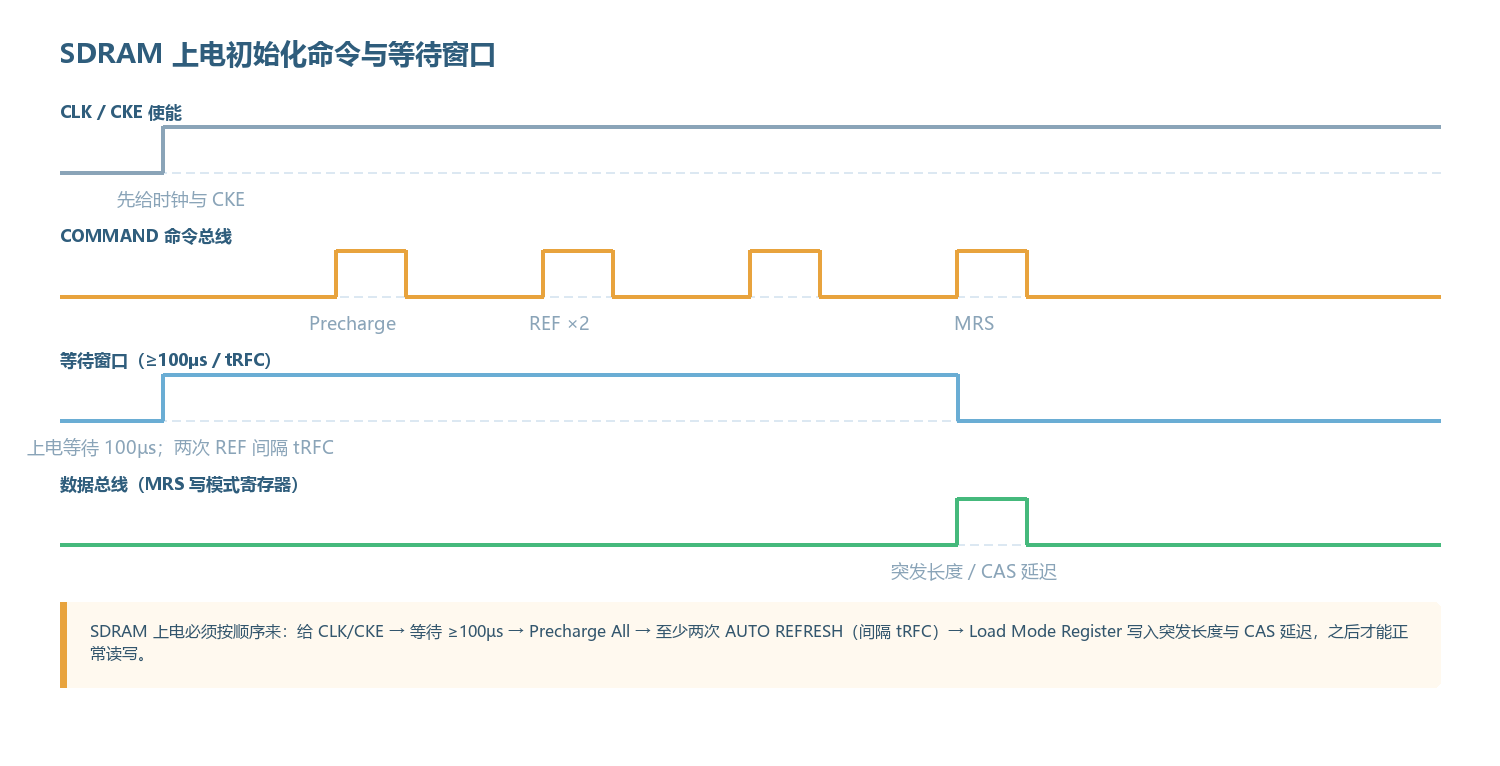 SDRAM 上电初始化命令与等待窗口
CLK / CKE 使能
先给时钟与 CKE
COMMAND 命令总线
Precharge
REF ×2
MRS
等待窗口（≥100μs / tRFC）
上电等待 100μs；两次 REF 间隔 tRFC
数据总线（MRS 写模式寄存器）
突发长度 / CAS 延迟
SDRAM 上电必须按顺序来：给 CLK/CKE → 等待 ≥100μs → Precharge All → 至少两次 AUTO REFRESH（间隔 tRFC）→ Load Mode Register 写入突发长度与 CAS 延迟，之后才能正
常读写。